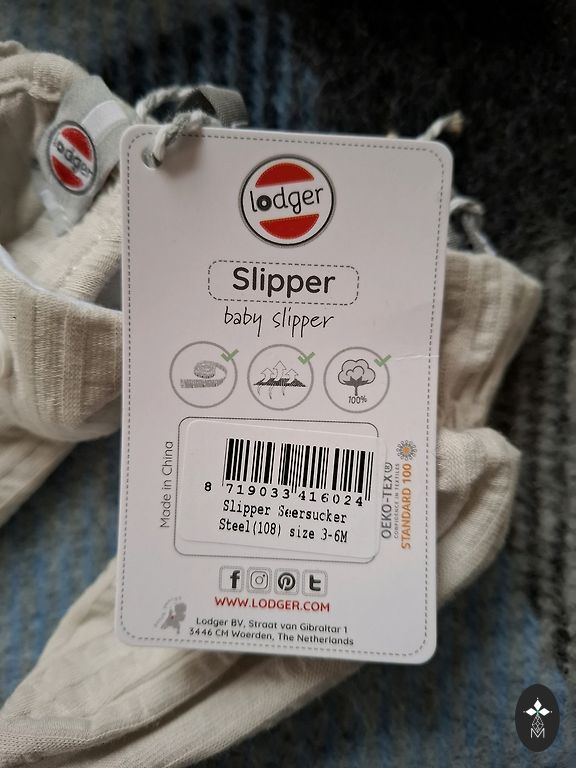 lodger
lodger
Slipper
baby slipper
100%
Made in China
8 719033 416024
Slipper Seersucker
Steel(108) size 3-6M
OEKO-TEX®
CONFIDENCE IN TEXTILES
STANDARD 100
WWW.LODGER.COM
Lodger BV, Straat van Gibraltar 1
3446 CM Woerden, The Netherlands
M